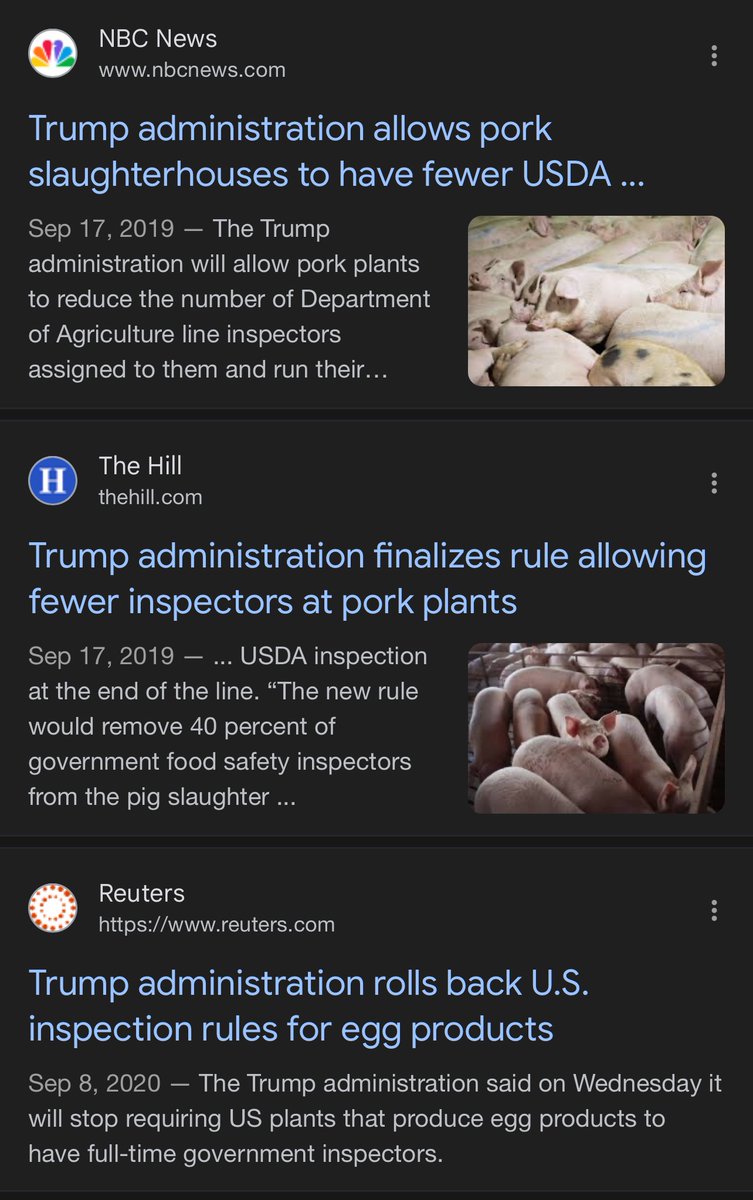 NBC News
www.nbcnews.com
Trump administration allows pork
slaughterhouses to have fewer USDA ...
Sep 17, 2019 — The Trump
administration will allow pork plants
to reduce the number of Department
of Agriculture line inspectors
assigned to them and run their…
H
The Hill
thehill.com
Trump administration finalizes rule allowing
fewer inspectors at pork plants
Sep 17, 2019 — ... USDA inspection
at the end of the line. “The new rule
would remove 40 percent of
government food safety inspectors
from the pig slaughter ...
Reuters
https://www.reuters.com
Trump administration rolls back U.S.
inspection rules for egg products
Sep 8, 2020 — The Trump administration said on Wednesday it
will stop requiring US plants that produce egg products to
have full-time government inspectors.